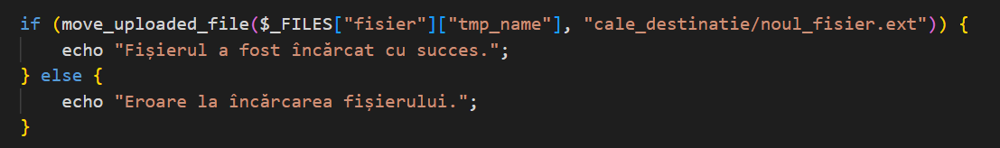 if (move_uploaded_file($_FILES["fisier"]["tmp_name"], "cale_destinatie/noul_fisier.ext")) {
echo "Fișierul a fost încărcat cu succes.";
} else {
echo "Eroare la încărcarea fișierului.";
}